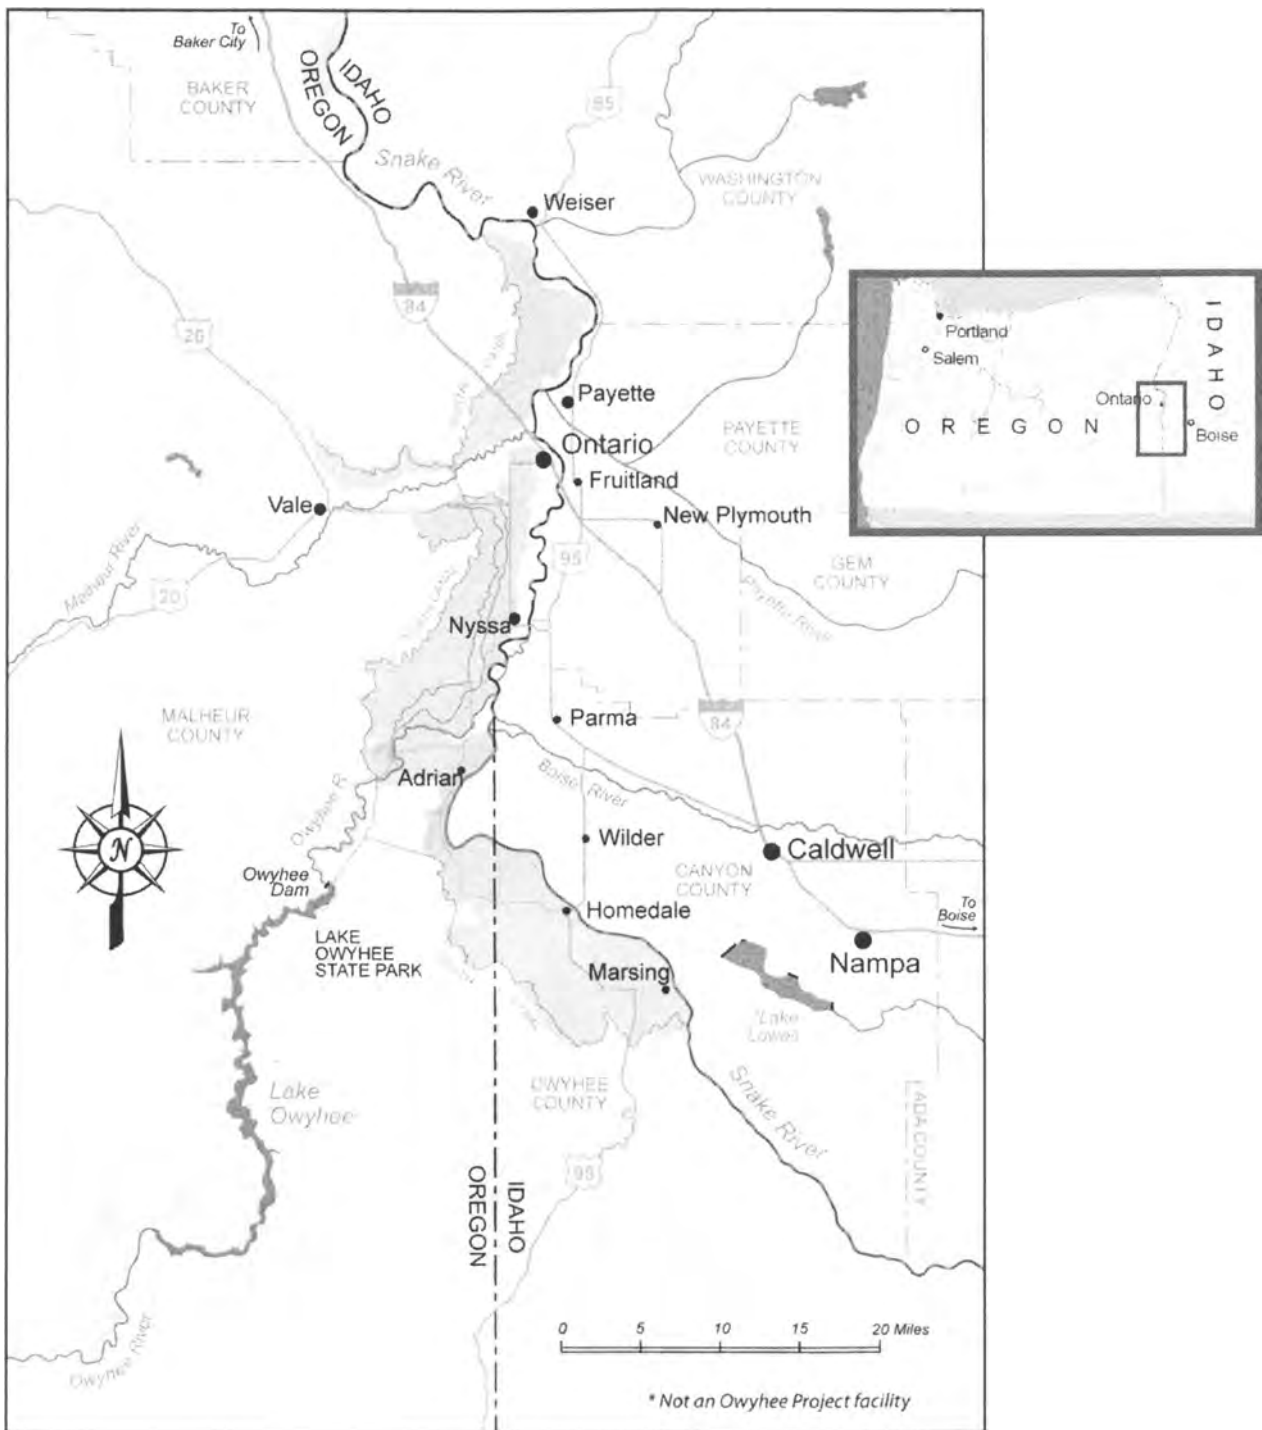 To
Baker City
IDAHO
OREGON
BAKER
COUNTY
85
Snake River
WASHINGTON
COUNTY
Weiser
84
26
Payette
PAYETTE
COUNTY
Ontario
Fruitland
Vale
New Plymouth
Malheur River
20
95
GEM
COUNTY
Payette River
CANAL
Nyssa
MALHEUR
COUNTY
Parma
84
Adrian
Boise River
Owyhee R.
Wilder
Caldwell
CANYON
COUNTY
Owyhee
Dam
Homedale
To
Boise
LAKE
OWYHEE
STATE PARK
Nampa
Marsing
*Lake
Lowell
Lake
Owyhee
OWYHEE
COUNTY
Snake River
ADA COUNTY
95
OREGON
IDAHO
Owyhee River
N
0 5 10 15 20 Miles
* Not an Owyhee Project facility
Portland
Salem
Ontario
OREGON
IDAHO
Boise